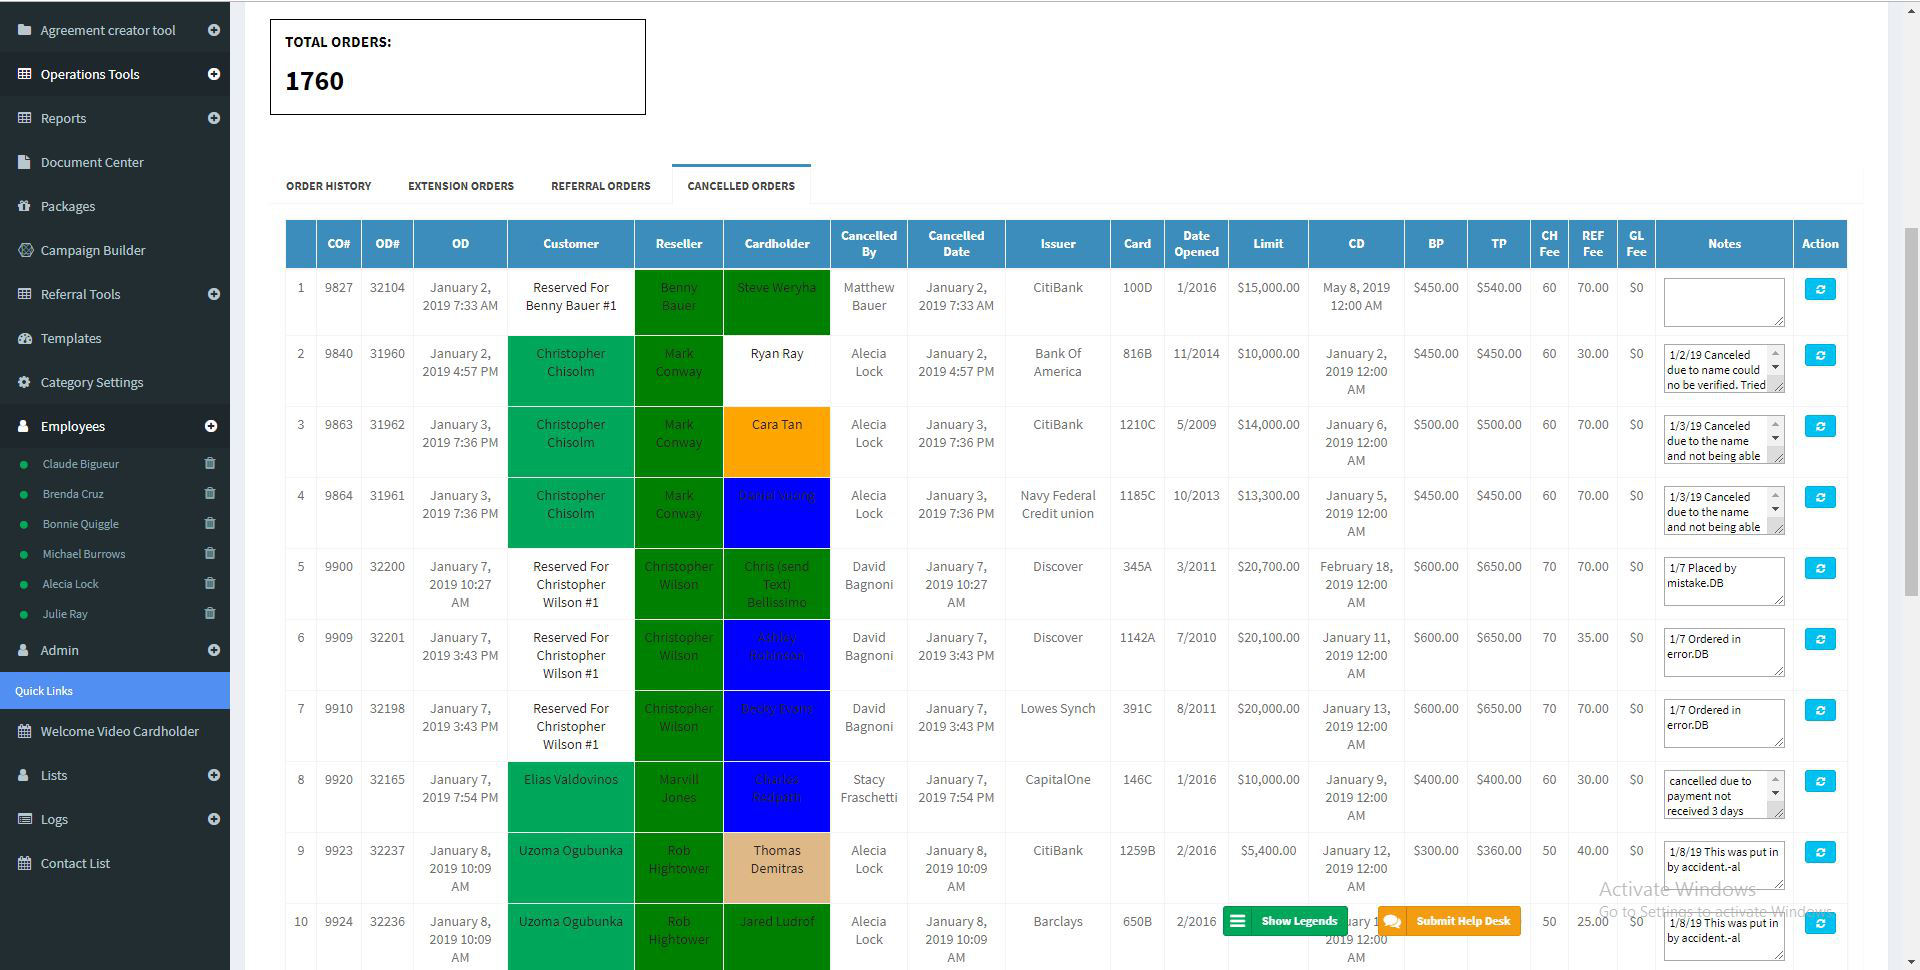 Agreement creator tool
Operations Tools
Reports
Document Center
Packages
Campaign Builder
Referral Tools
Templates
Category Settings
Employees
Claude Bigueur
Brenda Cruz
Bonnie Quiggle
Michael Burrows
Alecia Lock
Julie Ray
Admin
Quick Links
Welcome Video Cardholder
Lists
Logs
Contact List
TOTAL ORDERS:
1760
ORDER HISTORY EXTENSION ORDERS REFERRAL ORDERS CANCELLED ORDERS
CO# OD# OD Customer Reseller Cardholder Cancelled By Cancelled Date Issuer Card Date Opened Limit CD BP TP CH Fee REF Fee GL Fee Notes Action
1 9827 32104 January 2, 2019 7:33 AM Reserved For Benny Bauer #1 Benny Bauer Steve Weryha Matthew Bauer January 2, 2019 7:33 AM CitiBank 100D 1/2016 $15,000.00 May 8, 2019 12:00 AM $450.00 $540.00 60 70.00 $0
2 9840 31960 January 2, 2019 4:57 PM Christopher Chisolm Mark Conway Ryan Ray Alecia Lock January 2, 2019 4:57 PM Bank Of America 816B 11/2014 $10,000.00 January 2, 2019 12:00 AM $450.00 $450.00 60 30.00 $0 1/2/19 Canceled due to name could no be verified. Tried
3 9863 31962 January 3, 2019 7:36 PM Christopher Chisolm Mark Conway Cara Tan Alecia Lock January 3, 2019 7:36 PM CitiBank 1210C 5/2009 $14,000.00 January 6, 2019 12:00 AM $500.00 $500.00 60 70.00 $0 1/3/19 Canceled due to the name and not being able
4 9864 31961 January 3, 2019 7:36 PM Christopher Chisolm Mark Conway Daniel Alecia Lock January 3, 2019 7:36 PM Navy Federal Credit union 1185C 10/2013 $13,300.00 January 5, 2019 12:00 AM $450.00 $450.00 60 70.00 $0 1/3/19 Canceled due to the name and not being able
5 9900 32200 January 7, 2019 10:27 AM Reserved For Christopher Wilson #1 Christopher Wilson Chris (send Text) Bellissimo David Bagnoni January 7, 2019 10:27 AM Discover 345A 3/2011 $20,700.00 February 18, 2019 12:00 AM $600.00 $650.00 70 70.00 $0 1/7 Placed by mistake.DB
6 9909 32201 January 7, 2019 3:43 PM Reserved For Christopher Wilson #1 Christopher Wilson Ashley Robinson David Bagnoni January 7, 2019 3:43 PM Discover 1142A 7/2010 $20,100.00 January 11, 2019 12:00 AM $600.00 $650.00 70 35.00 $0 1/7 Ordered in error.DB
7 9910 32198 January 7, 2019 3:43 PM Reserved For Christopher Wilson #1 Christopher Wilson Becky Evans David Bagnoni January 7, 2019 3:43 PM Lowes Synch 391C 8/2011 $20,000.00 January 13, 2019 12:00 AM $600.00 $650.00 70 70.00 $0 1/7 Ordered in error.DB
8 9920 32165 January 7, 2019 7:54 PM Elias Valdovinos Marvill Jones Charles Redpath Stacy Fraschetti January 7, 2019 7:54 PM CapitalOne 146C 1/2016 $10,000.00 January 9, 2019 12:00 AM $400.00 $400.00 60 30.00 $0 cancelled due to payment not received 3 days
9 9923 32237 January 8, 2019 10:09 AM Uzoma Ogubunka Rob Hightower Thomas Demitras Alecia Lock January 8, 2019 10:09 AM CitiBank 1259B 2/2016 $5,400.00 January 12, 2019 12:00 AM $300.00 $360.00 50 40.00 $0 1/8/19 This was put in by accident.-al
10 9924 32236 January 8, 2019 10:09 AM Uzoma Ogubunka Rob Hightower Jared Ludrof Alecia Lock January 8, 2019 10:09 AM Barclays 650B 2/2016 2019 12:00 AM 50 25.00 $0 1/8/19 This was put in by accident.-al
Show Legends Submit Help Desk
Activate Windows
Go to Settings to activate Windows.